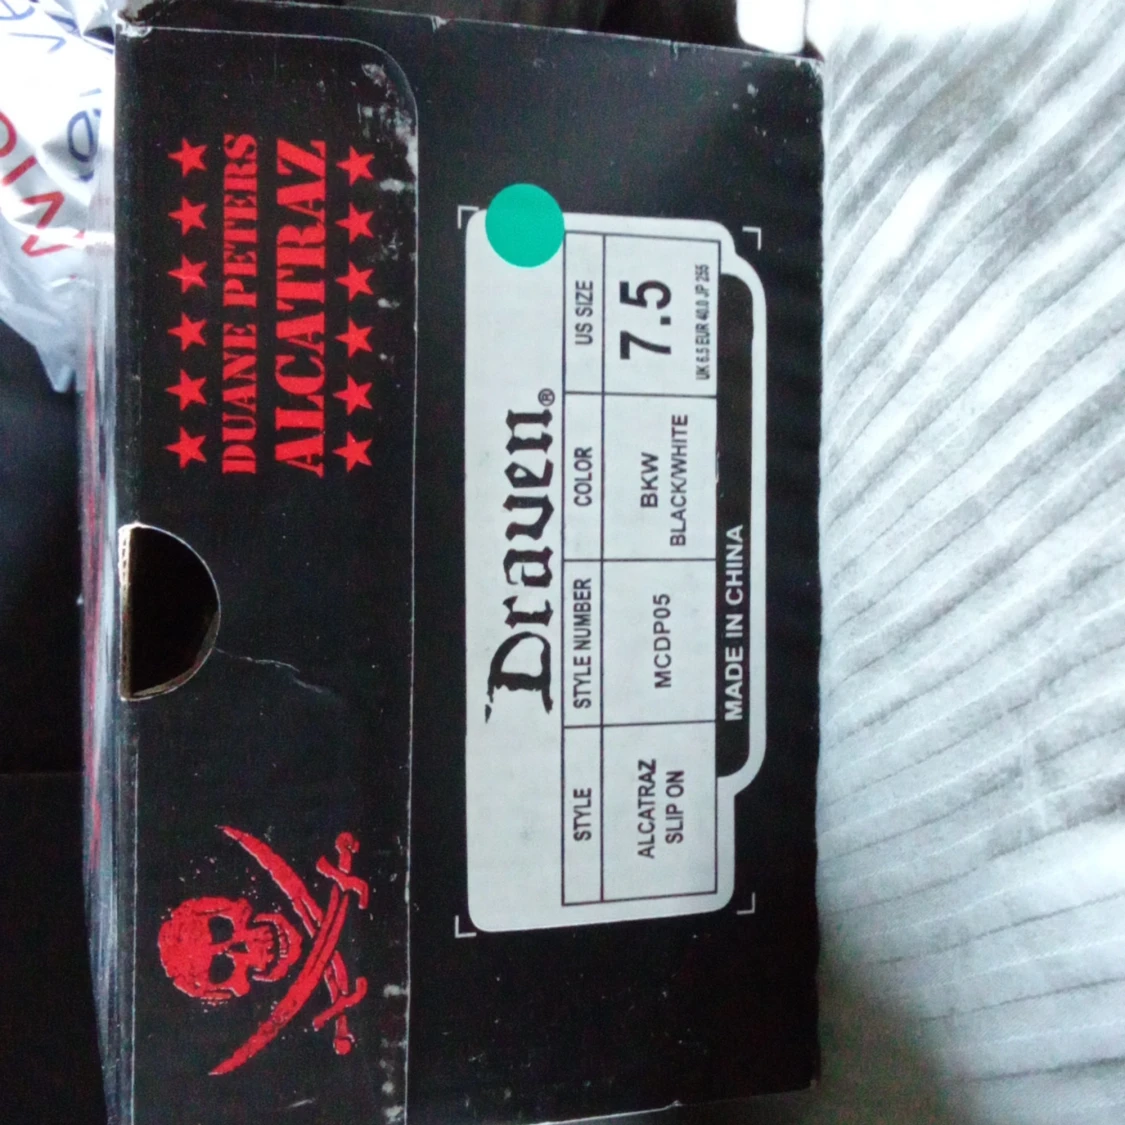 DUANE PETERS
ALCATRAZ
Draven®
STYLE
STYLE NUMBER
COLOR
US SIZE
ALCATRAZ
SLIP ON
MCDP05
BKW
BLACK/WHITE
7.5
UK 6.5 EUR 40.0 JP 255
MADE IN CHINA